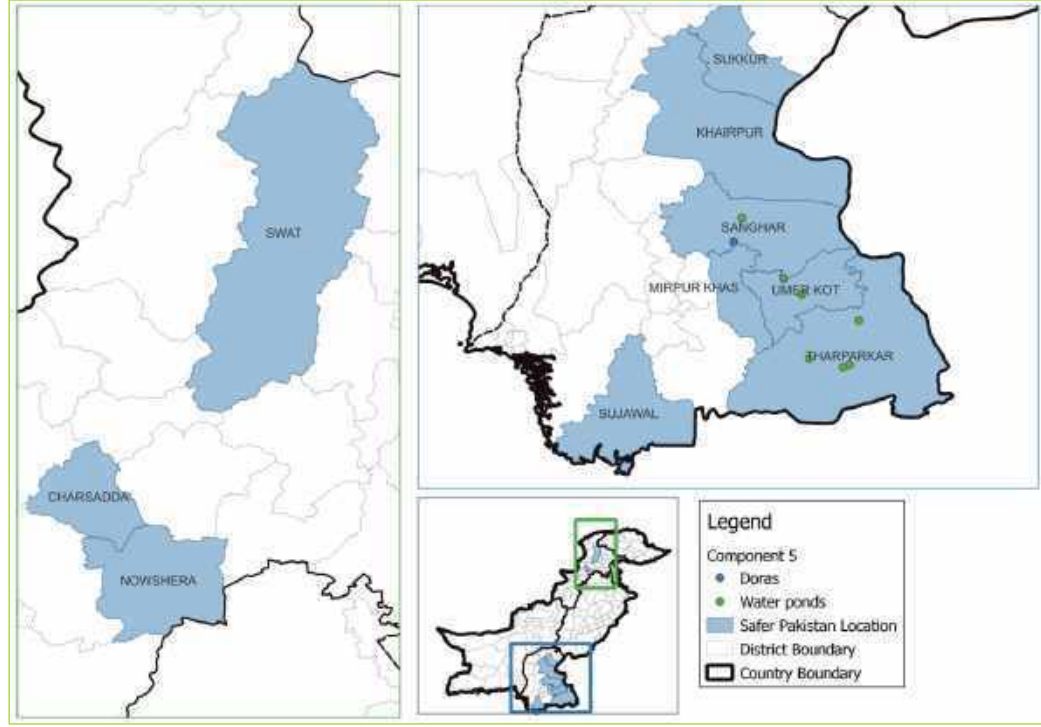 SWAT
CHARSADDA
NOWSHERA
SUKKUR
KHAIRPUR
SANGHAR
MIRPUR KHAS
UMER KOT
THARPARKAR
SUJAWAL
Legend
Component 5
Doras
Water ponds
Safer Pakistan Location
District Boundary
Country Boundary